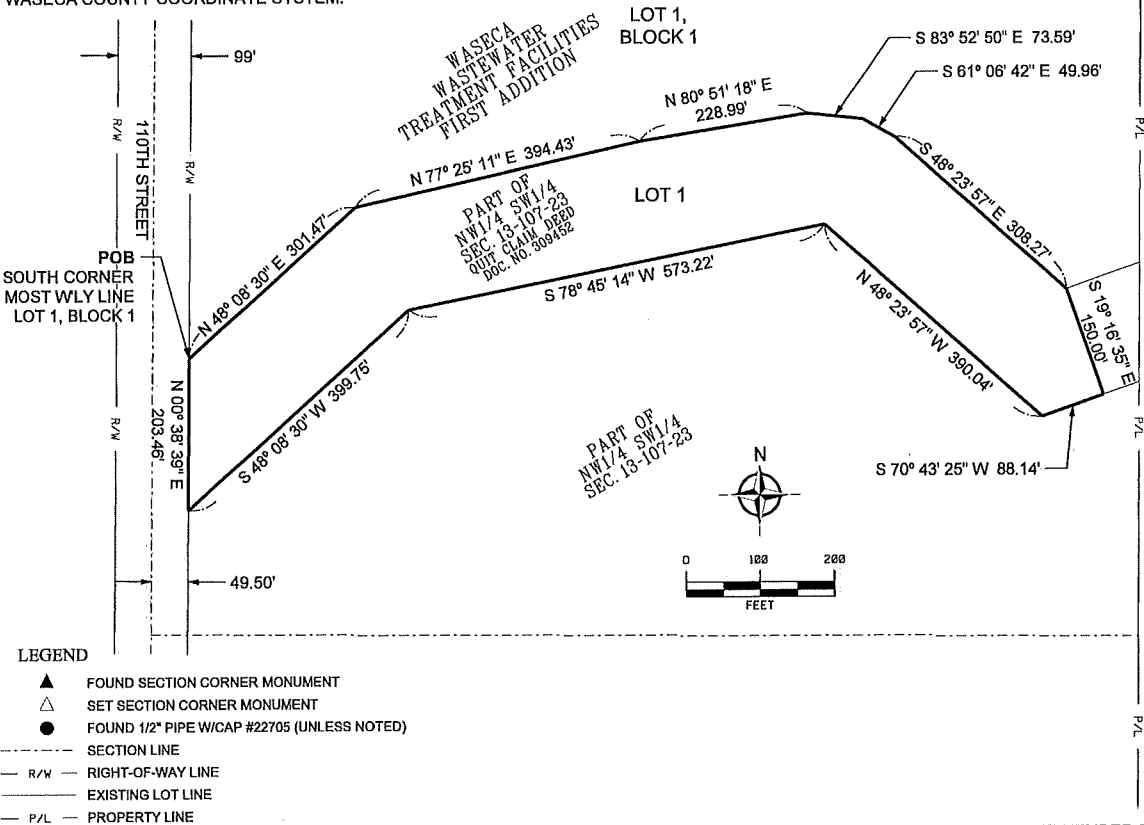 WASECA COUNTY COORDINATE SYSTEM.
99'
R/W
R/W
110TH STREET
WASECA
WASTEWATER
TREATMENT FACILITIES
FIRST ADDITION
LOT 1,
BLOCK 1
S 83° 52' 50" E 73.59'
S 61° 06' 42" E 49.96'
P/L
N 80° 51' 18" E
228.99'
N 77° 25' 11" E 394.43'
S 48° 23' 57" E 308.27'
LOT 1
PART OF
NW1/4 SW1/4
SEC. 13-107-23
QUIT CLAIM DEED
DOC. NO. 309452
N 48° 08' 30" E 301.47'
POB
SOUTH CORNER
MOST WLY LINE
LOT 1, BLOCK 1
S 78° 45' 14" W 573.22'
N 48° 23' 57" W 390.04'
S 19° 16' 35" E
150.00'
N 00° 38' 39" E
203.46'
S 48° 08' 30" W 399.75'
R/W
P/L
PART OF
NW1/4 SW1/4
SEC. 13-107-23
N
S 70° 43' 25" W 88.14'
0 100 200
FEET
49.50'
LEGEND
FOUND SECTION CORNER MONUMENT
SET SECTION CORNER MONUMENT
FOUND 1/2" PIPE W/CAP #22705 (UNLESS NOTED)
SECTION LINE
R/W RIGHT-OF-WAY LINE
EXISTING LOT LINE
P/L PROPERTY LINE
P/L